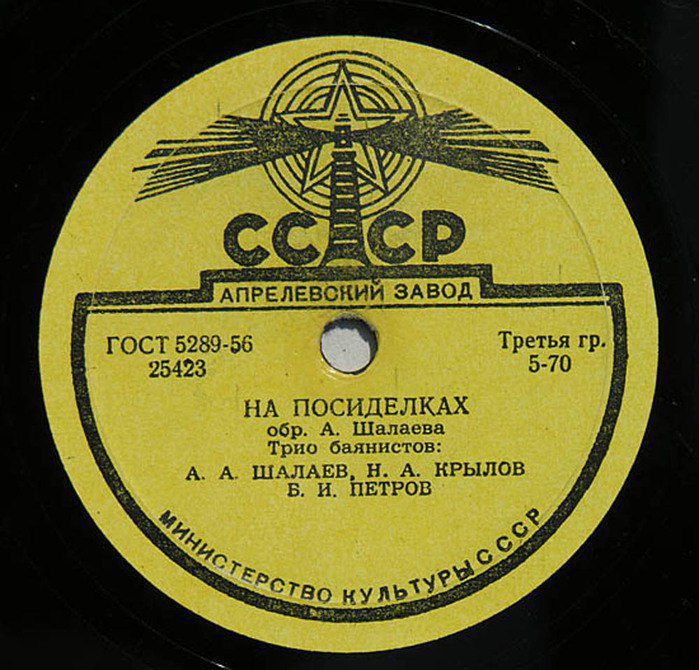 СССР
АПРЕЛЕВСКИЙ ЗАВОД
ГОСТ 5289-56
25423
Третья гр.
5-70
НА ПОСИДЕЛКАХ
обр. А. Шалаева
Трио баянистов:
А. А. ШАЛАЕВ, Н. А. КРЫЛОВ
Б. И. ПЕТРОВ
МИНИСТЕРСТВО КУЛЬТУРЫ СССР